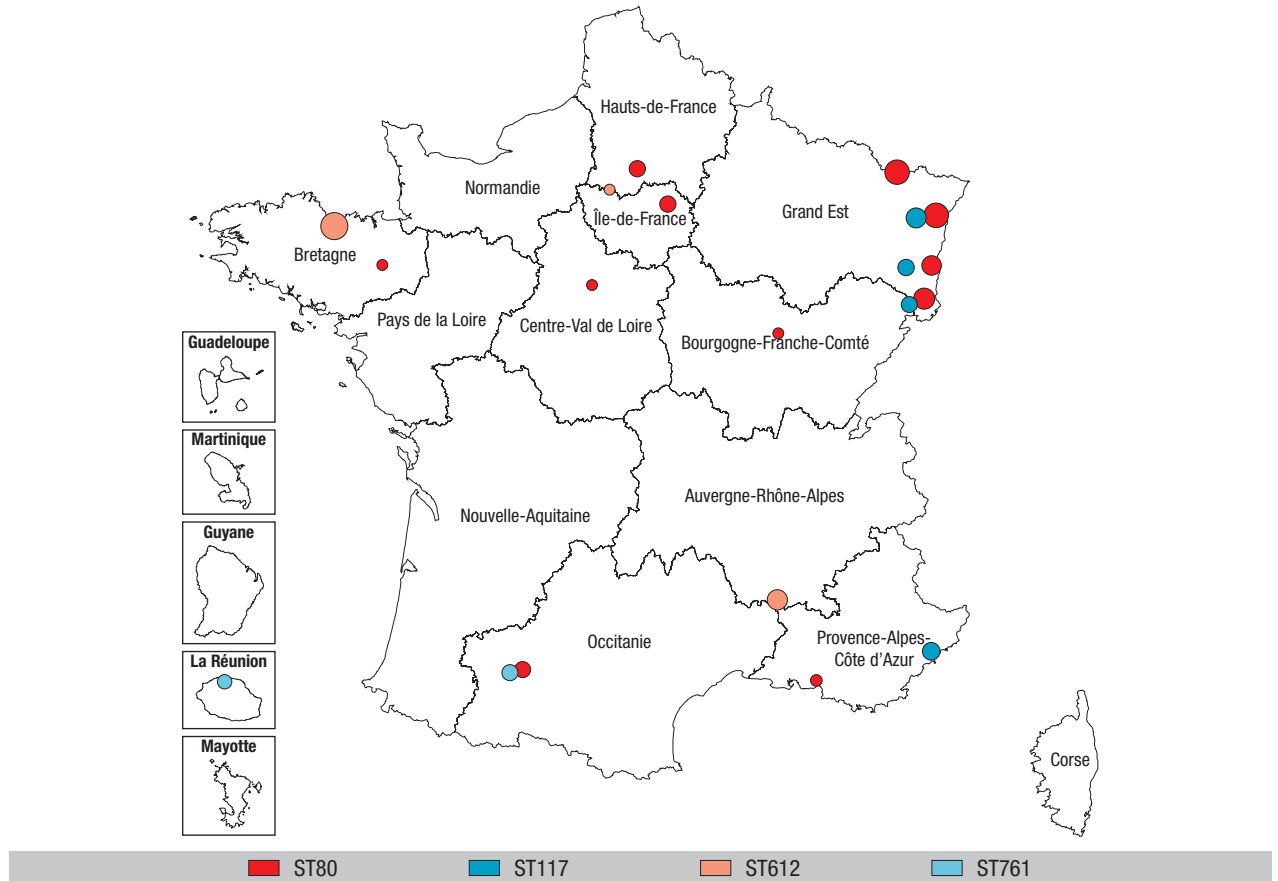 Hauts-de-France
Normandie
Île-de-France
Grand Est
Bretagne
Pays de la Loire
Centre-Val de Loire
Bourgogne-Franche-Comté
Guadeloupe
Martinique
Auvergne-Rhône-Alpes
Nouvelle-Aquitaine
Guyane
Occitanie
Provence-Alpes-
Côte d'Azur
La Réunion
Mayotte
Corse
ST80
ST117
ST612
ST761